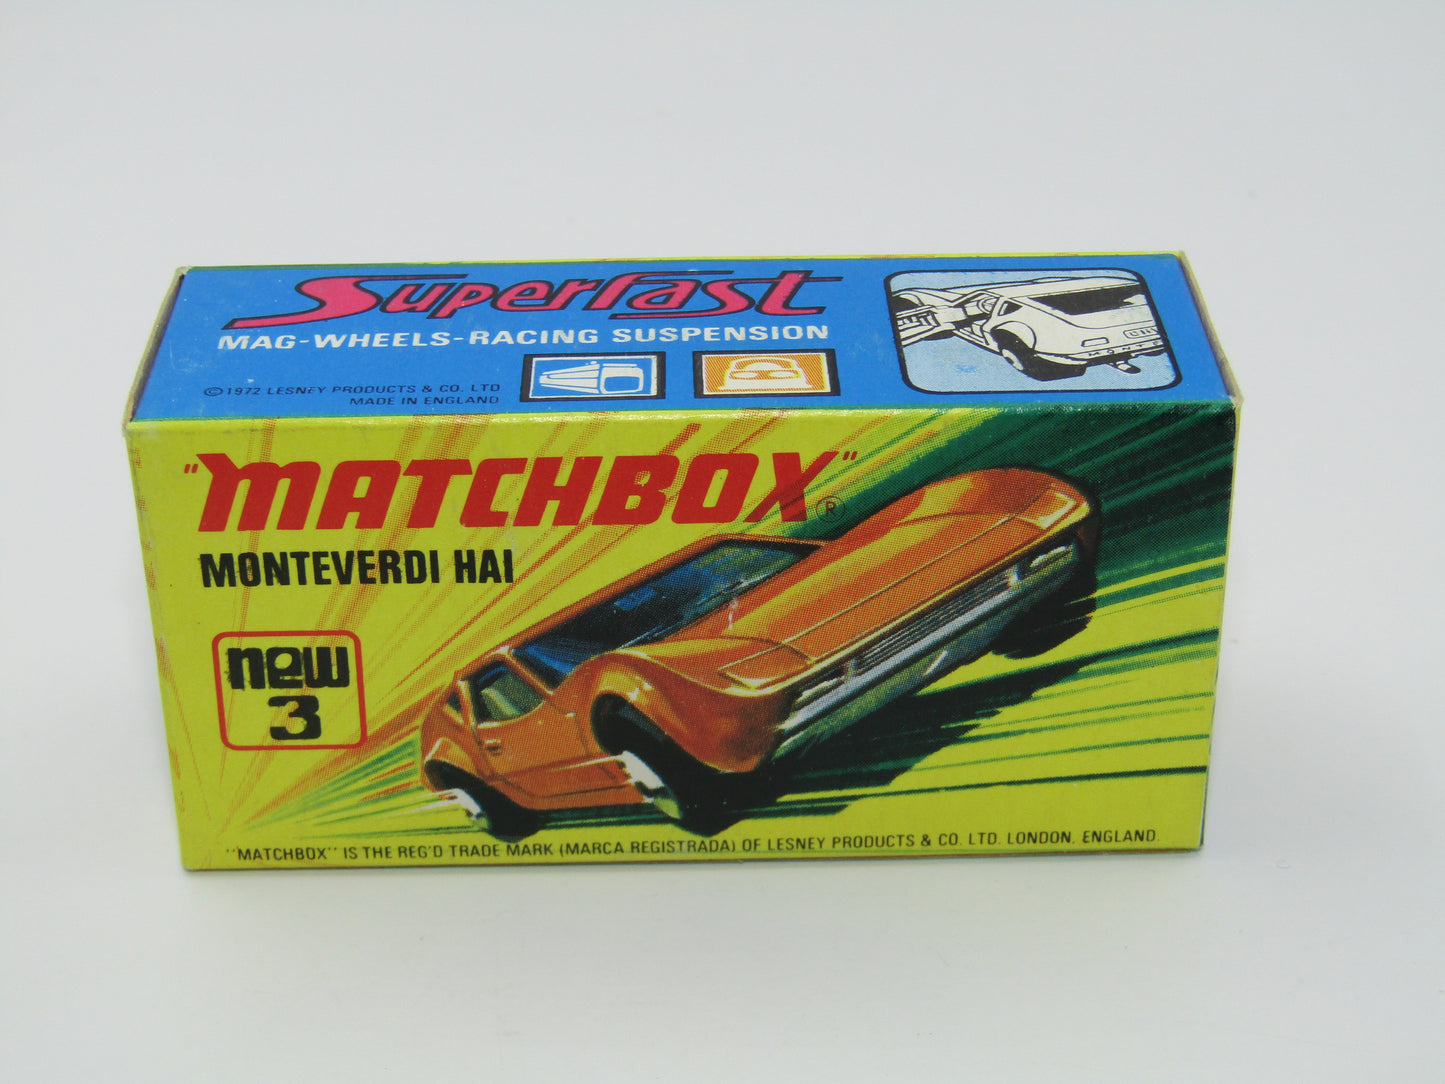 Superfast
MAG-WHEELS-RACING SUSPENSION
©1972 LESNEY PRODUCTS & CO. LTD
MADE IN ENGLAND
"MATCHBOX"®
MONTEVERDI HAI
new
3
"MATCHBOX" IS THE REG'D TRADE MARK (MARCA REGISTRADA) OF LESNEY PRODUCTS & CO. LTD. LONDON. ENGLAND.